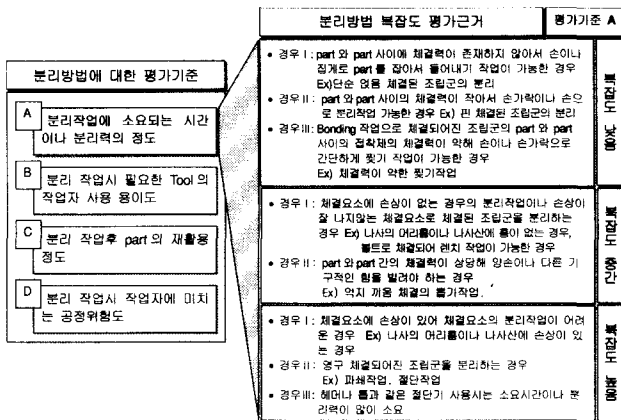 분리방법에 대한 평가기준
A
분리작업에 소요되는 시간
이나 분리력의 정도
B
분리 작업시 필요한 Tool의
작업자 사용 용이도
C
분리 작업후 part의 재활용
정도
D
분리 작업시 작업자에 미치
는 공정위험도
분리방법 복잡도 평가근거
평가기준 A
• 경우 I : part와 part 사이에 체결력이 존재하지 않아서 손이나
집게로 part를 잡아서 들어내기 작업이 가능한 경우
Ex)단순 얹음 체결된 조립군의 분리
• 경우 II : part와 part사이의 체결력이 작아서 손가락이나 손으
로 분리작업 가능한 경우 Ex) 핀 체결된 조립군의 분리
• 경우III: Bonding 작업으로 체결되어진 조립군의 part와 part
사이의 접착제의 체결력이 약해 손이나 손가락으로
간단하게 찢기 작업이 가능한 경우
Ex) 체결력이 약한 찢기작업
복잡도 낮음
• 경우 I : 체결요소에 손상이 없는 경우의 분리작업이나 손상이
잘 나지않는 체결요소로 체결된 조립군을 분리하는
경우 Ex) 나사의 머리홈이나 나사산에 흠이 없는 경우,
볼트로 체결되어 렌치 작업이 가능한 경우
• 경우 II : part와 part간의 체결력이 상당해 양손이나 다른 기
구적인 힘을 빌려야 하는 경우
Ex) 억지 끼움 체결의 뽑기작업.
복잡도 중간
• 경우 I : 체결요소에 손상이 있어 체결요소의 분리작업이 어려
운 경우 Ex) 나사의 머리홈이나 나사산에 손상이 있
는 경우
• 경우 II : 영구 체결되어진 조립군을 분리하는 경우
Ex) 파쇄작업, 절단작업
• 경우III: 헤머나 톱과 같은 절단기 사용시는 소요시간이나 분
리력이 많이 소요
복잡도 높음